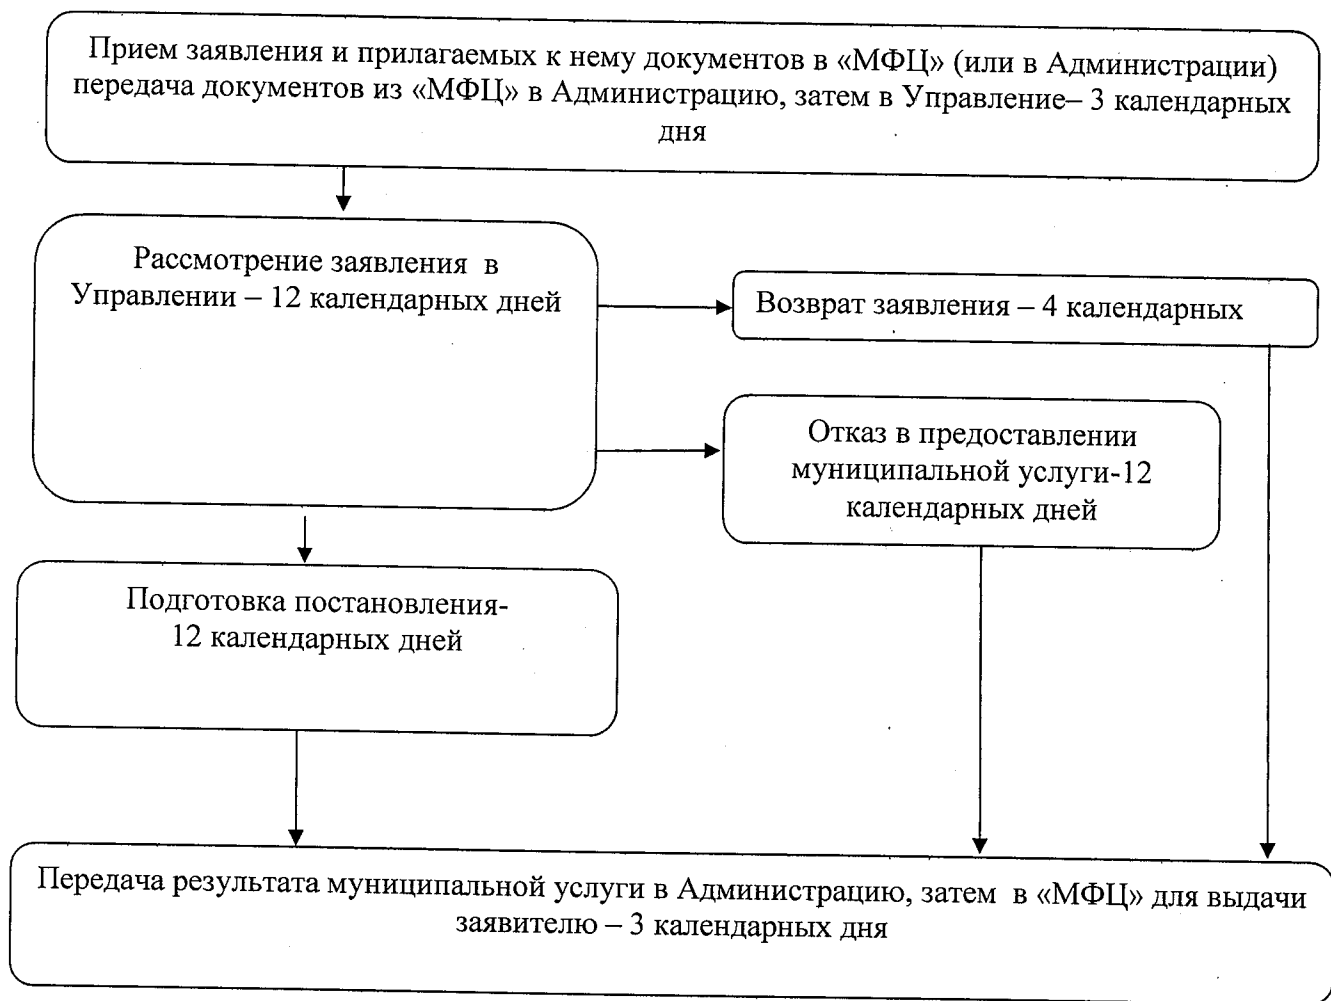 Прием заявления и прилагаемых к нему документов в «МФЦ» (или в Администрации)
передача документов из «МФЦ» в Администрацию, затем в Управление– 3 календарных
дня
Рассмотрение заявления в
Управлении – 12 календарных дней
Возврат заявления – 4 календарных
Отказ в предоставлении
муниципальной услуги-12
календарных дней
Подготовка постановления-
12 календарных дней
Передача результата муниципальной услуги в Администрацию, затем в «МФЦ» для выдачи
заявителю – 3 календарных дня